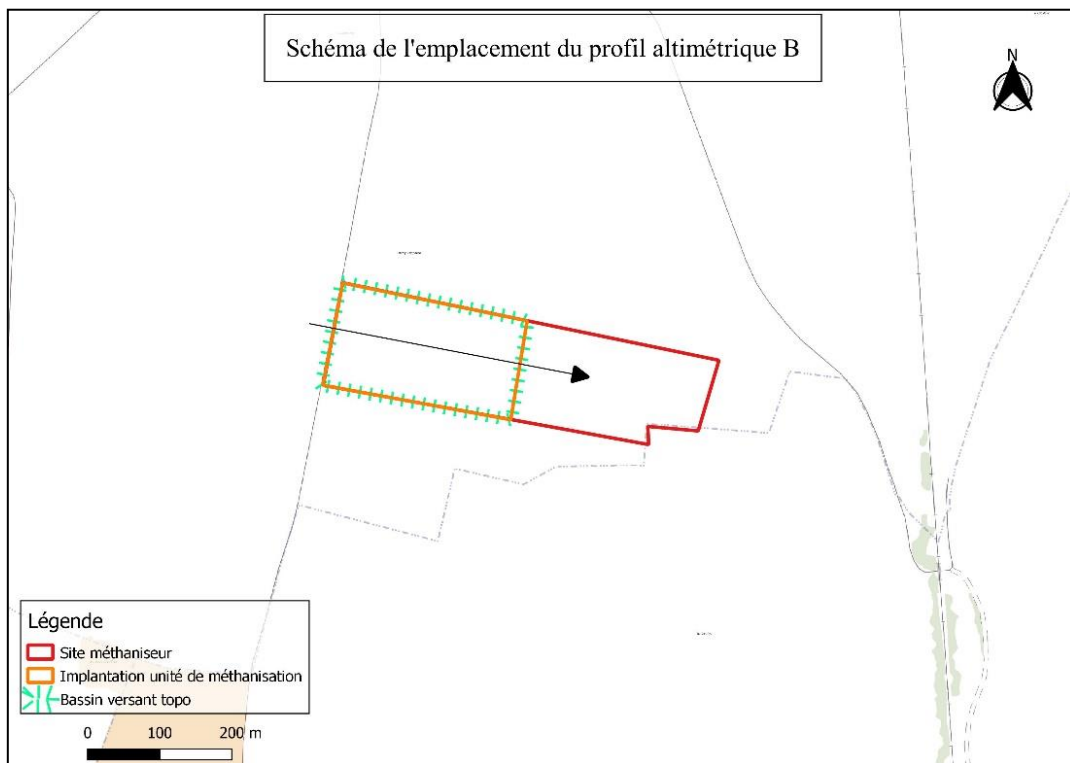 Schéma de l'emplacement du profil altimétrique B
N
Légende
Site méthaniseur
Implantation unité de méthanisation
Bassin versant topo
0 100 200 m